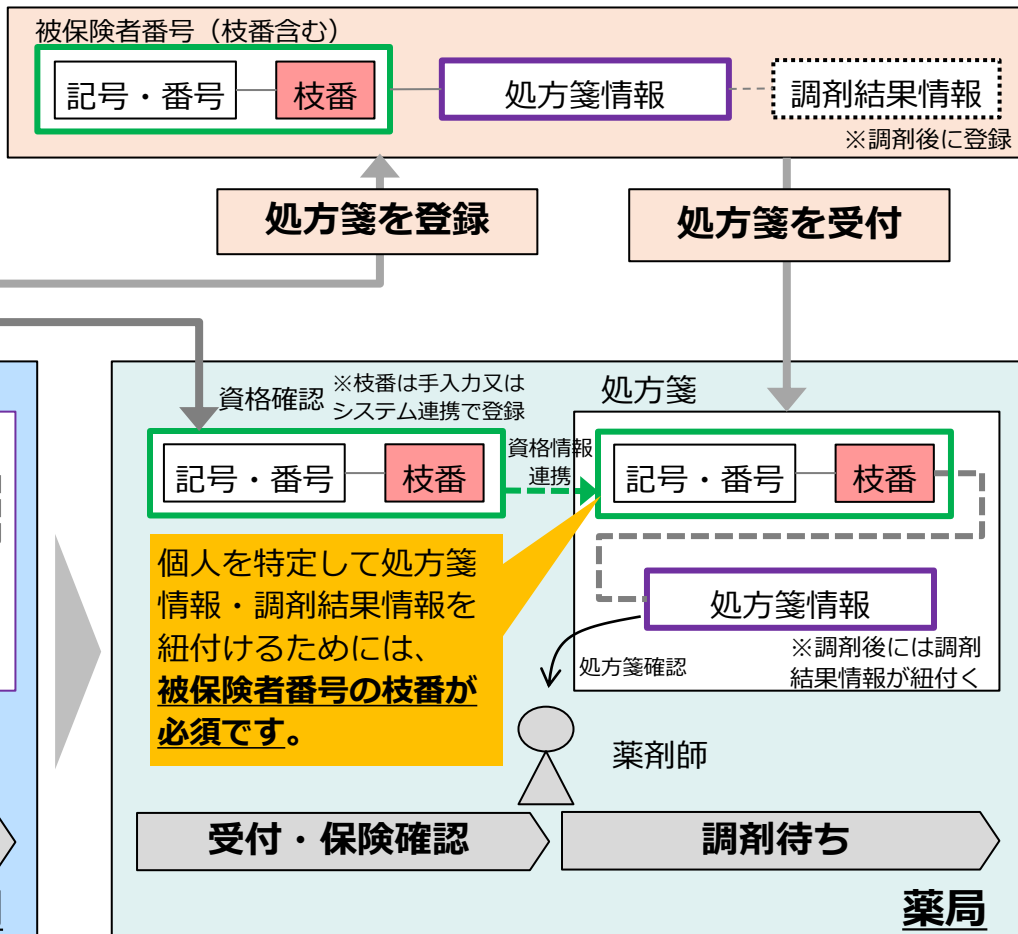 被保険者番号（枝番含む）
記号・番号
枝番
処方箋情報
調剤結果情報
※調剤後に登録
処方箋を登録
処方箋を受付
資格確認
※枝番は手入力又は
システム連携で登録
記号・番号
枝番
資格情報
連携
処方箋
記号・番号
枝番
処方箋情報
※調剤後には調剤
結果情報が紐付く
処方箋確認
個人を特定して処方箋
情報・調剤結果情報を
紐付けるためには、
被保険者番号の枝番が
必須です。
薬剤師
受付・保険確認
調剤待ち
薬局